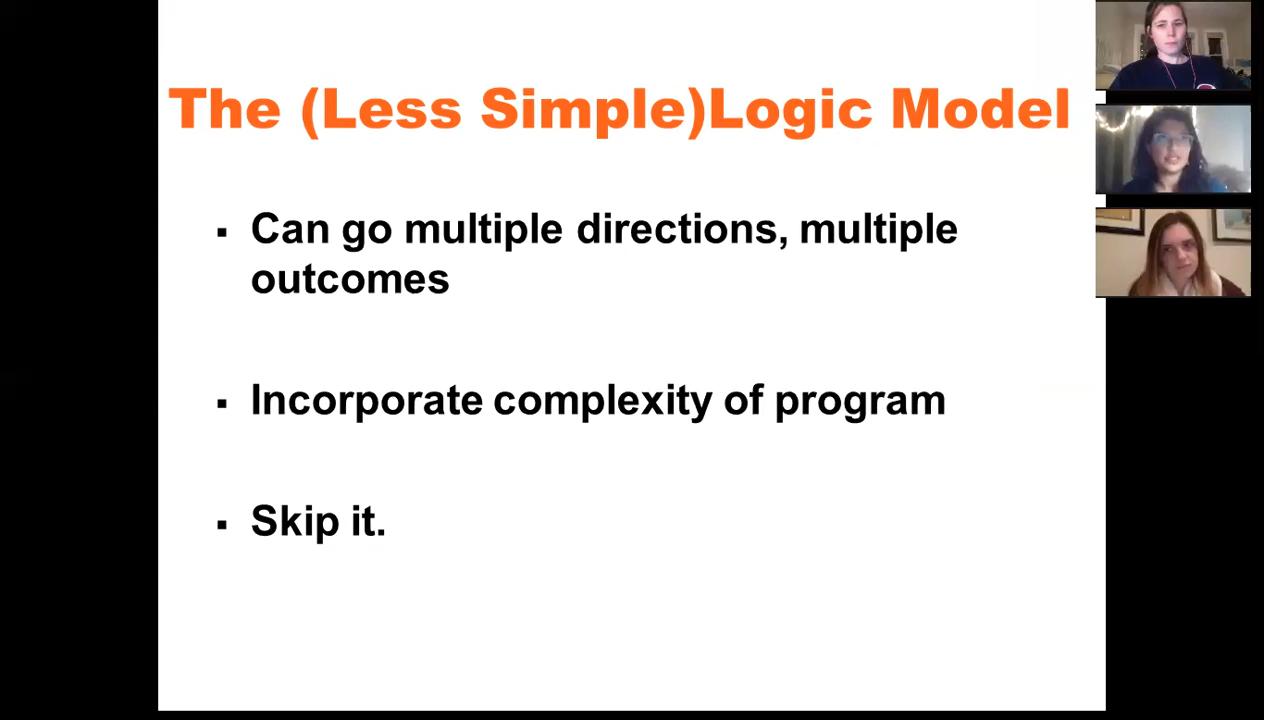 The (Less Simple)Logic Model
▪ Can go multiple directions, multiple
outcomes
▪ Incorporate complexity of program
▪ Skip it.